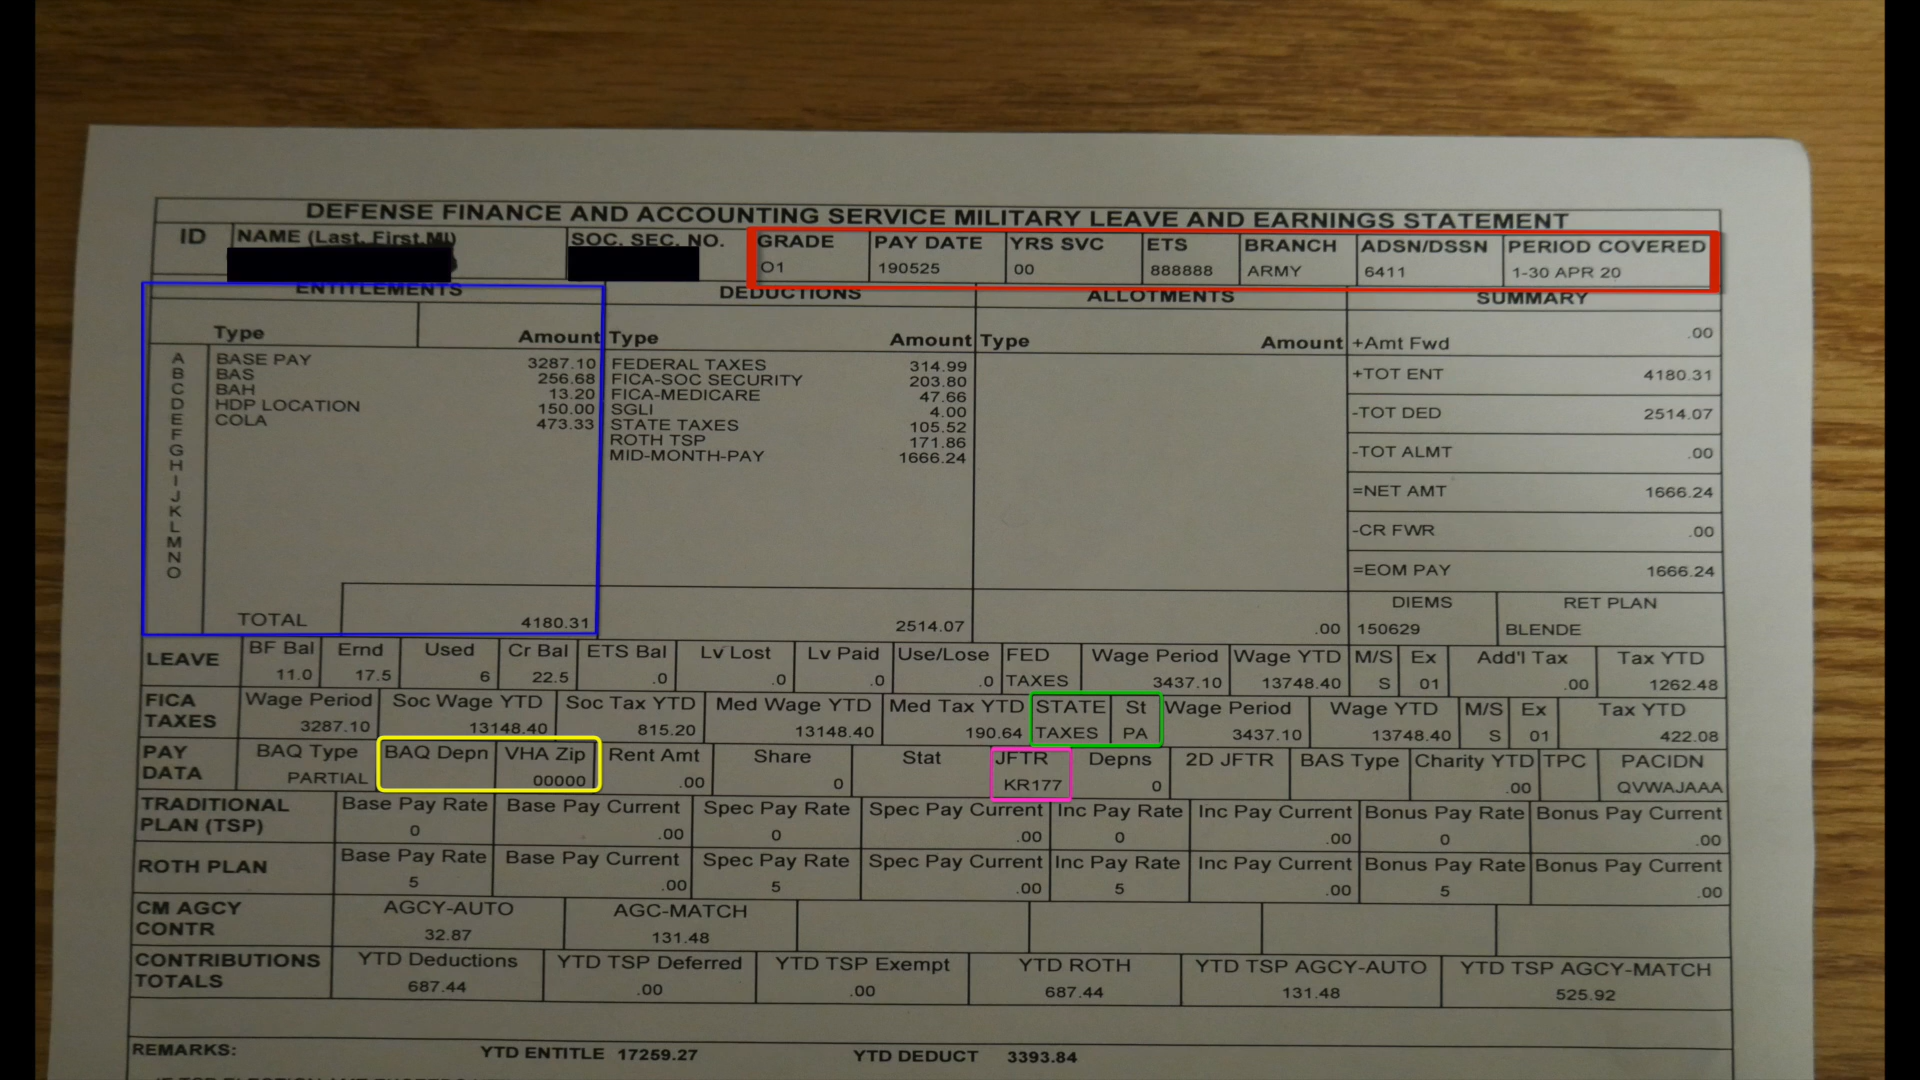 DEFENSE FINANCE AND ACCOUNTING SERVICE MILITARY LEAVE AND EARNINGS STATEMENT
ID NAME (Last, First MI) SOC. SEC. NO. GRADE PAY DATE YRS SVC ETS BRANCH ADSN/DSSN PERIOD COVERED
O1 190525 00 888888 ARMY 6411 1-30 APR 20
ENTITLEMENTS DEDUCTIONS ALLOTMENTS SUMMARY
Type Amount Type Amount Type Amount +Amt Fwd .00
A BASE PAY 3287.10 FEDERAL TAXES 314.99
B BAS 256.68 FICA-SOC SECURITY 203.80 +TOT ENT 4180.31
C BAH 13.20 FICA-MEDICARE 47.66
D HDP LOCATION 150.00 SGLI 4.00 -TOT DED 2514.07
E COLA 473.33 STATE TAXES 105.52
F ROTH TSP 171.86
G MID-MONTH-PAY 1666.24 -TOT ALMT .00
H
I
J =NET AMT 1666.24
K
L
M -CR FWR .00
N
O =EOM PAY 1666.24
DIEMS RET PLAN
TOTAL 4180.31 2514.07 .00 150629 BLENDE
LEAVE BF Bal Ernd Used Cr Bal ETS Bal Lv Lost Lv Paid Use/Lose FED TAXES Wage Period Wage YTD M/S Ex Add'l Tax Tax YTD
11.0 17.5 6 22.5 .0 .0 .0 .0 3437.10 13748.40 S 01 .00 1262.48
FICA TAXES Wage Period Soc Wage YTD Soc Tax YTD Med Wage YTD Med Tax YTD STATE TAXES St Wage Period Wage YTD M/S Ex Tax YTD
3287.10 13148.40 815.20 13148.40 190.64 PA 3437.10 13748.40 S 01 422.08
PAY DATA BAQ Type BAQ Depn VHA Zip Rent Amt Share Stat JFTR Depns 2D JFTR BAS Type Charity YTD TPC PACIDN
PARTIAL 00000 .00 0 KR177 0 .00 QVWAJAAA
TRADITIONAL PLAN (TSP) Base Pay Rate Base Pay Current Spec Pay Rate Spec Pay Current Inc Pay Rate Inc Pay Current Bonus Pay Rate Bonus Pay Current
0 .00 0 .00 0 .00 0 .00
ROTH PLAN Base Pay Rate Base Pay Current Spec Pay Rate Spec Pay Current Inc Pay Rate Inc Pay Current Bonus Pay Rate Bonus Pay Current
5 .00 5 .00 5 .00 5 .00
CM AGCY CONTR AGCY-AUTO AGC-MATCH
32.87 131.48
CONTRIBUTIONS TOTALS YTD Deductions YTD TSP Deferred YTD TSP Exempt YTD ROTH YTD TSP AGCY-AUTO YTD TSP AGCY-MATCH
687.44 .00 .00 687.44 131.48 525.92
REMARKS: YTD ENTITLE 17259.27 YTD DEDUCT 3393.84